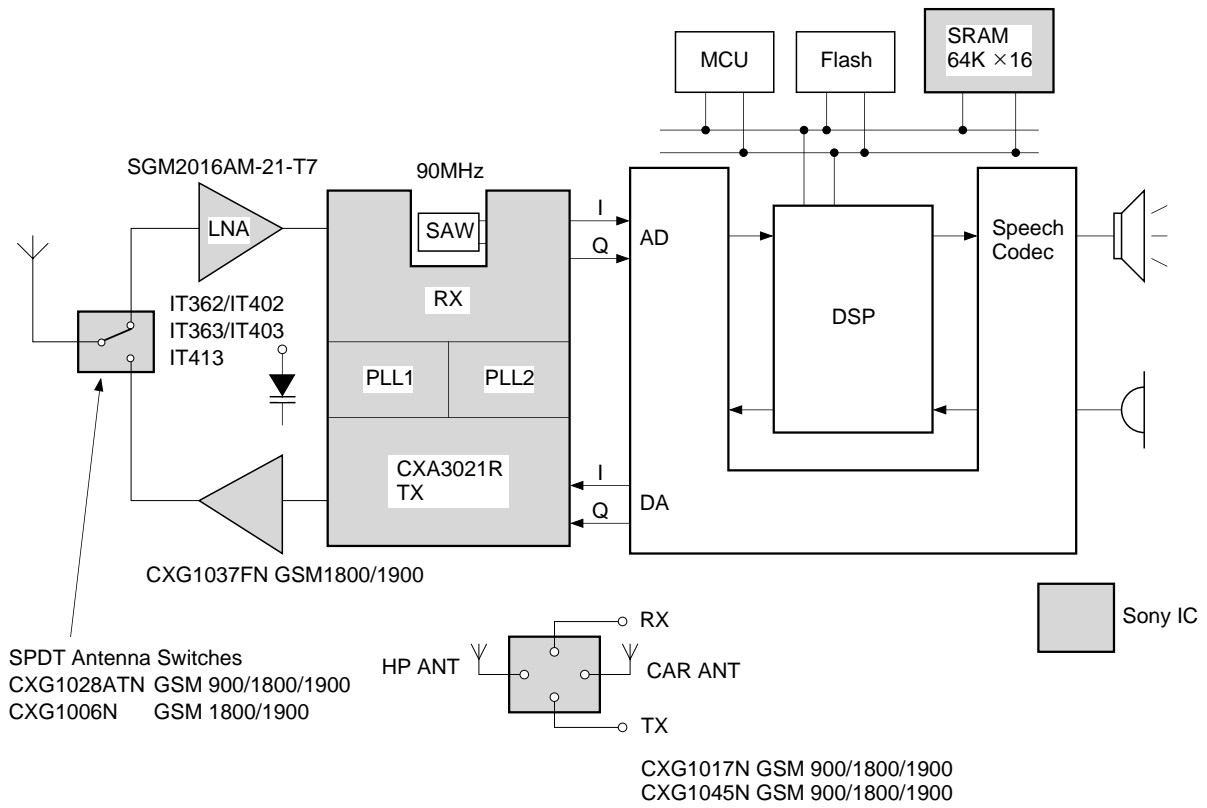 MCU
Flash
SRAM
64K ×16
SGM2016AM-21-T7
90MHz
LNA
SAW
I
Q
AD
Speech
Codec
RX
DSP
IT362/IT402
IT363/IT403
IT413
PLL1
PLL2
CXA3021R
TX
I
Q
DA
CXG1037FN GSM1800/1900
Sony IC
SPDT Antenna Switches
CXG1028ATN GSM 900/1800/1900
CXG1006N GSM 1800/1900
RX
HP ANT
CAR ANT
TX
CXG1017N GSM 900/1800/1900
CXG1045N GSM 900/1800/1900